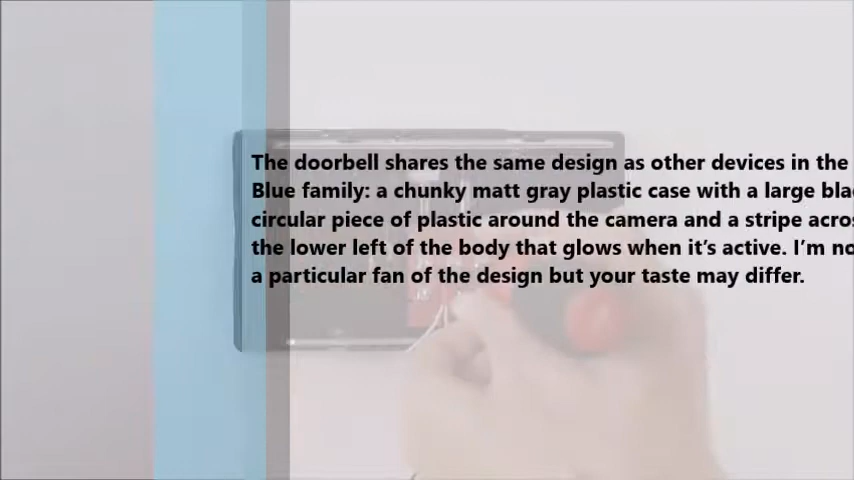 The doorbell shares the same design as other devices in the
Blue family: a chunky matt gray plastic case with a large
circular piece of plastic around the camera and a stripe
the lower left of the body that glows when it’s active. I’m
a particular fan of the design but your taste may differ.